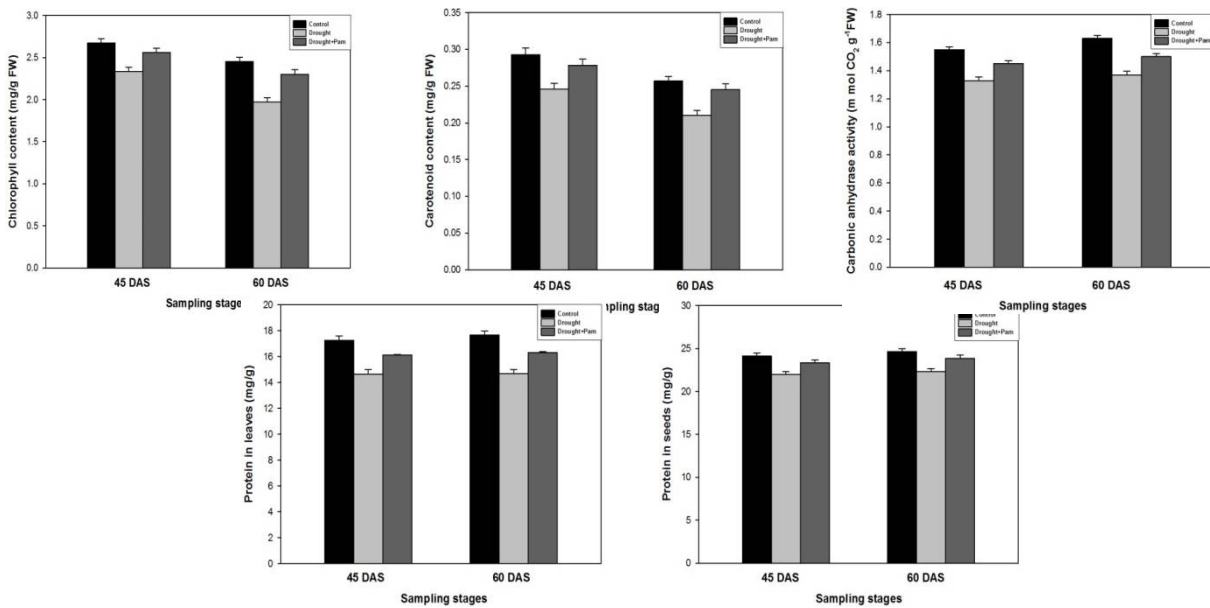 Chlorophyll content (mg/g FW)
3.0
2.5
2.0
1.5
1.0
0.5
0.0
Control
Drought
Drought+Pam
45 DAS
60 DAS
Sampling stage
Carotenoid content (mg/g FW)
0.35
0.30
0.25
0.20
0.15
0.10
0.05
0.00
Control
Drought
Drought+Pam
45 DAS
60 DAS
mpling stage
Carbonic anhydrase activity (m mol CO2 g-1FW)
1.8
1.6
1.4
1.2
1.0
0.8
0.6
0.4
0.2
0.0
Control
Drought
Drought+Pam
45 DAS
60 DAS
Sampling stages
Protein in leaves (mg/g)
20
18
16
14
12
10
8
6
4
2
0
Control
Drought
Drought+Pam
45 DAS
60 DAS
Sampling stages
Protein in seeds (mg/g)
30
25
20
15
10
5
0
Control
Drought
Drought+Pam
45 DAS
60 DAS
Sampling stages